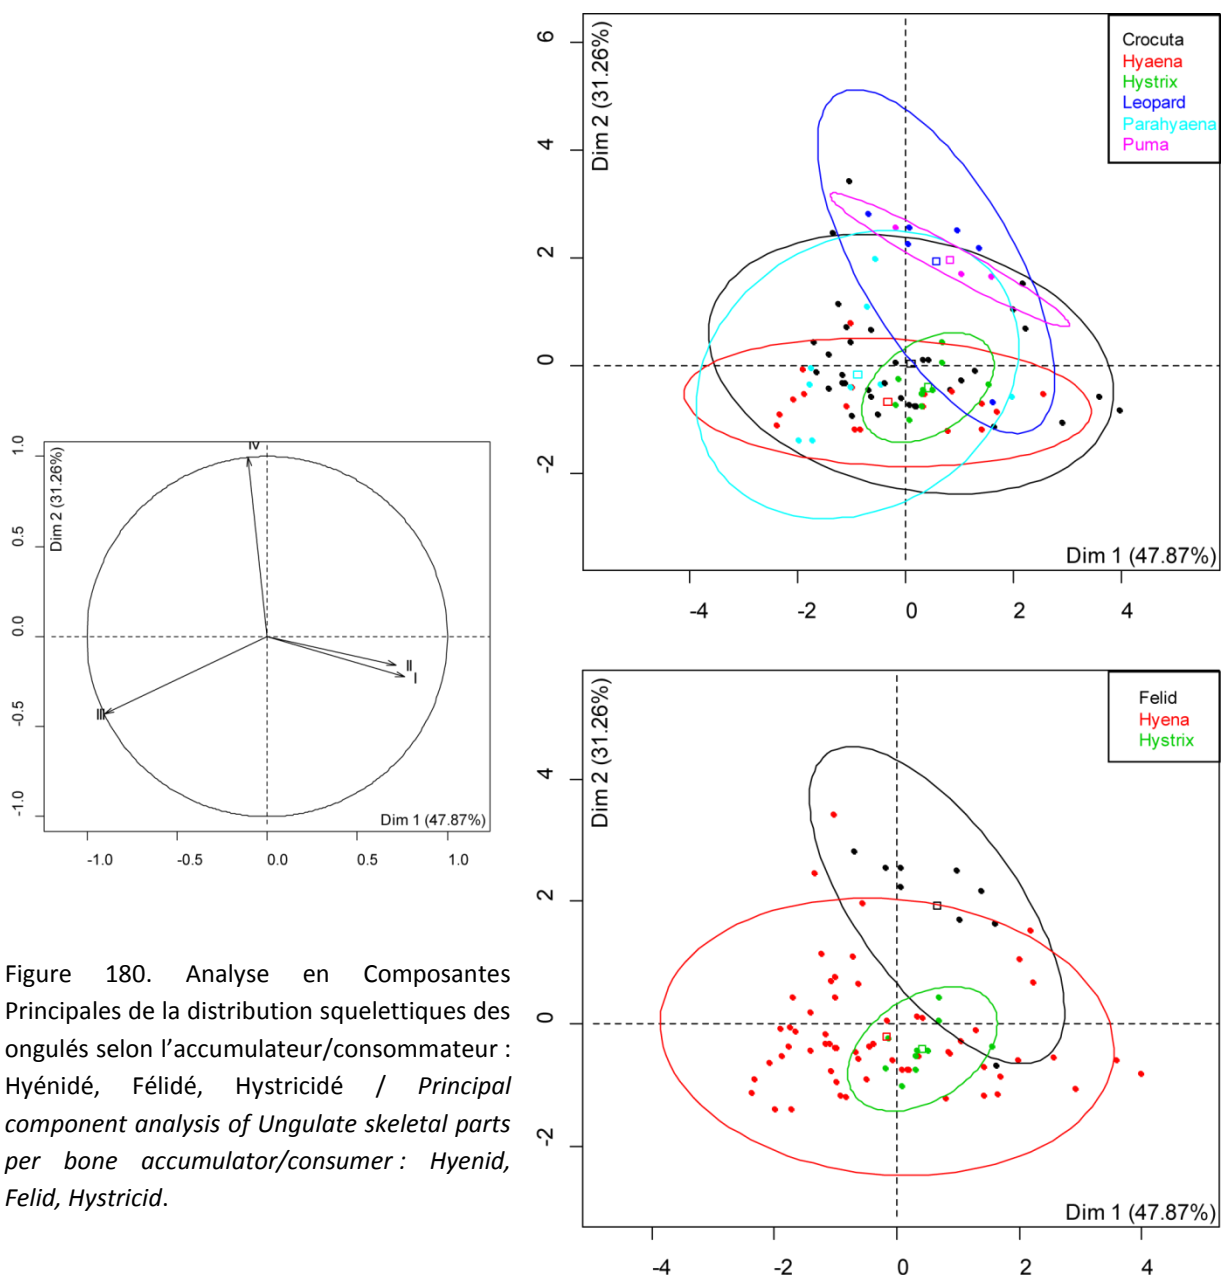 6
4
2
0
-2
Dim 2 (31.26%)
Crocuta
Hyaena
Hystrix
Leopard
Parahyaena
Puma
Dim 1 (47.87%)
-4 -2 0 2 4
1.0
0.5
0.0
-0.5
-1.0
Dim 2 (31.26%)
IV
II
I
III
Dim 1 (47.87%)
-1.0 -0.5 0.0 0.5 1.0
4
2
0
-2
Dim 2 (31.26%)
Felid
Hyena
Hystrix
Dim 1 (47.87%)
-4 -2 0 2 4
Figure 180. Analyse en Composantes
Principales de la distribution squelettiques des
ongulés selon l’accumulateur/consommateur :
Hyénidé, Félidé, Hystricidé / Principal
component analysis of Ungulate skeletal parts
per bone accumulator/consumer : Hyenid,
Felid, Hystricid.